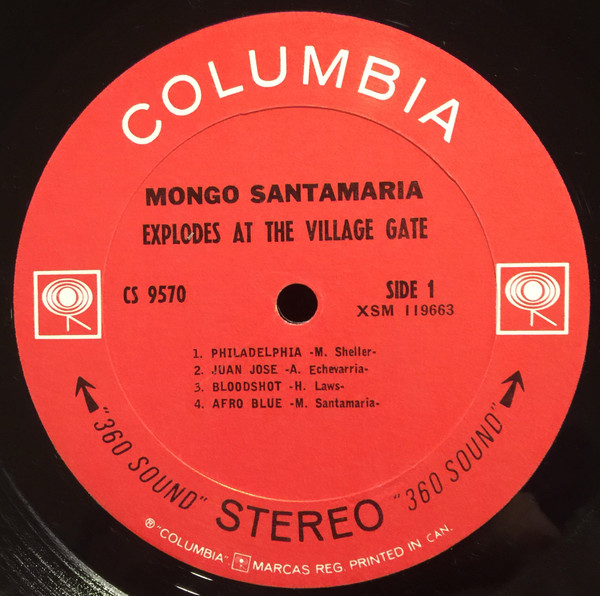 COLUMBIA
MONGO SANTAMARIA
EXPLODES AT THE VILLAGE GATE
CS 9570
SIDE 1
XSM 119663
1. PHILADELPHIA -M. Sheller-
2. JUAN JOSE -A. Echevarria-
3. BLOODSHOT -H. Laws-
4. AFRO BLUE -M. Santamaria-
"360 SOUND" STEREO "360 SOUND"
® "COLUMBIA", MARCAS REG. PRINTED IN CAN.